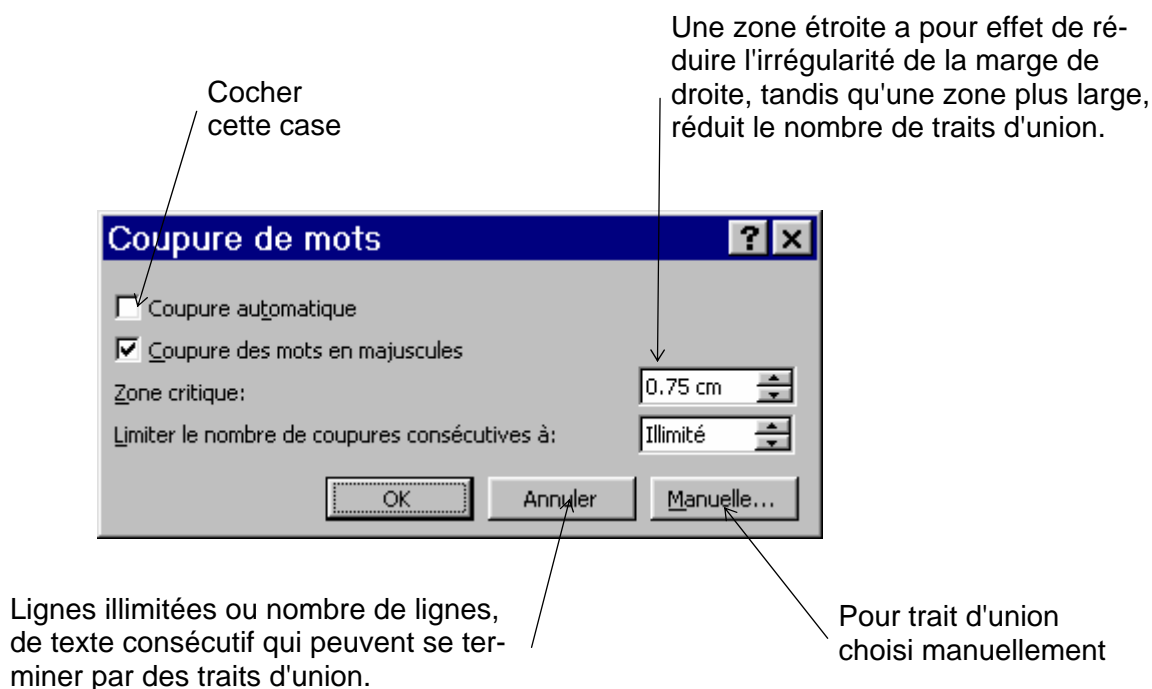 Une zone étroite a pour effet de ré-
duire l'irrégularité de la marge de
droite, tandis qu'une zone plus large,
réduit le nombre de traits d'union.
Cocher
cette case
Coupure de mots
Coupure automatique
Coupure des mots en majuscules
Zone critique:
0.75 cm
Limiter le nombre de coupures consécutives à:
Illimité
OK
Annuler
Manuelle...
Lignes illimitées ou nombre de lignes,
de texte consécutif qui peuvent se ter-
miner par des traits d'union.
Pour trait d'union
choisi manuellement